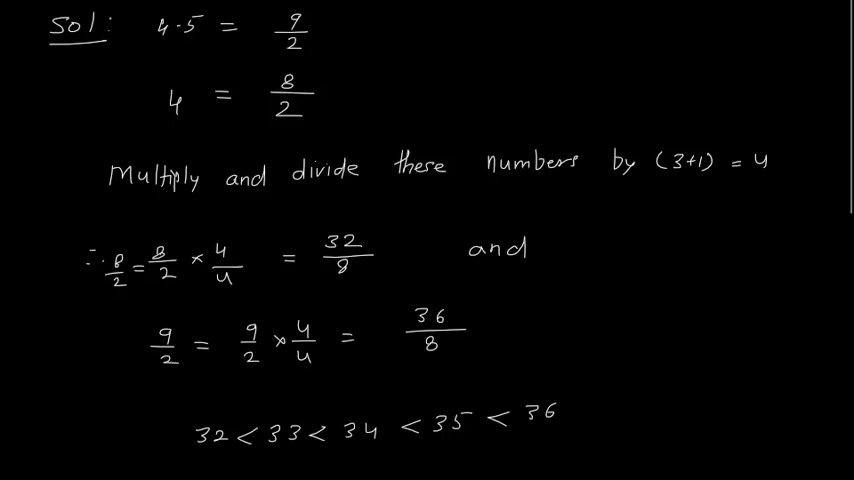 Sol: 4.5 = 9/2
4 = 8/2
Multiply and divide these numbers by (3+1) = 4
∴ 8/2 = 8/2 × 4/4 = 32/8 and
9/2 = 9/2 × 4/4 = 36/8
32 < 33 < 34 < 35 < 36